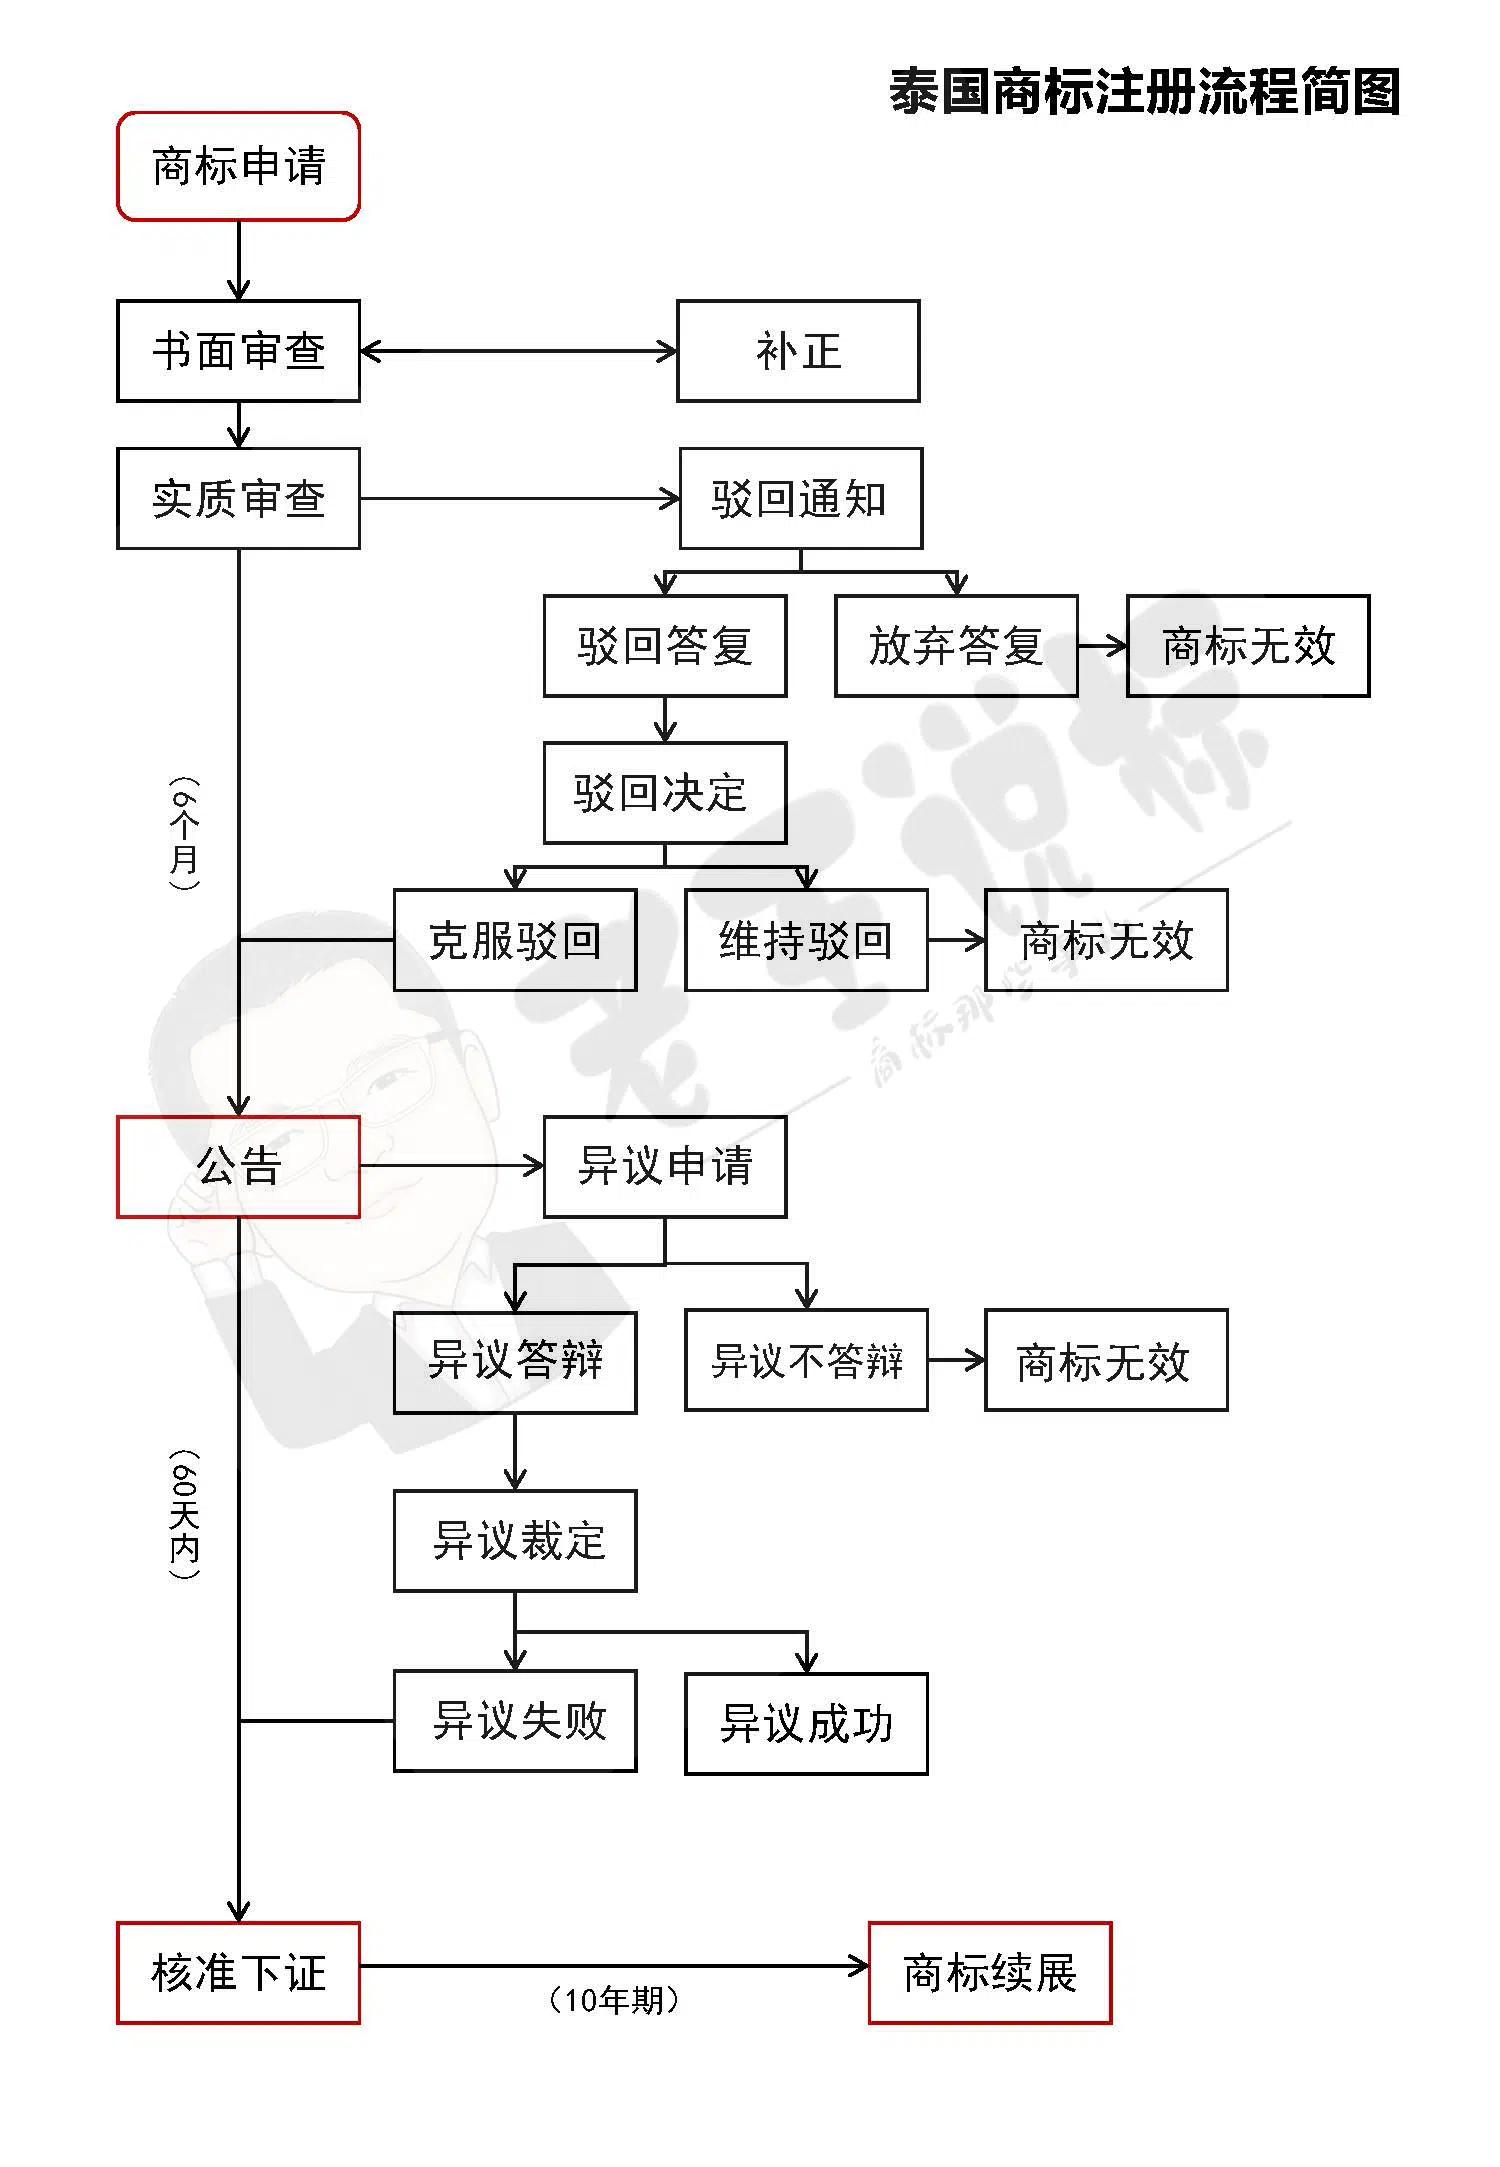 泰国商标注册流程简图
商标申请
书面审查
补正
实质审查
驳回通知
驳回答复
放弃答复
商标无效
驳回决定
（6个月）
克服驳回
维持驳回
商标无效
老王说标
商标那些事儿
公告
异议申请
异议答辩
异议不答辩
商标无效
（60天内）
异议裁定
异议失败
异议成功
核准下证
（10年期）
商标续展